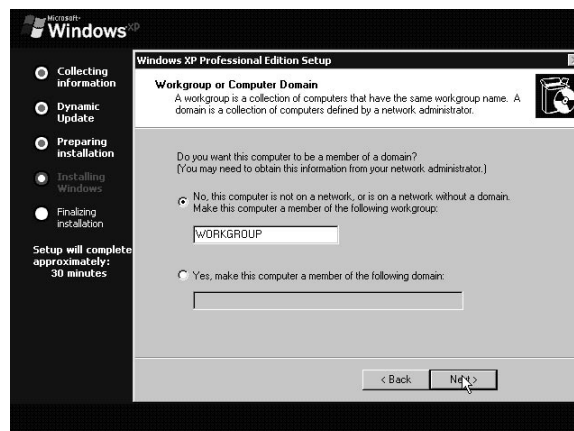 Microsoft
Windows XP
Collecting
information
Dynamic
Update
Preparing
installation
Installing
Windows
Finalizing
installation
Setup will complete
approximately:
30 minutes
Windows XP Professional Edition Setup
Workgroup or Computer Domain
A workgroup is a collection of computers that have the same workgroup name. A
domain is a collection of computers defined by a network administrator.
Do you want this computer to be a member of a domain?
(You may need to obtain this information from your network administrator.)
No, this computer is not on a network, or is on a network without a domain.
Make this computer a member of the following workgroup:
WORKGROUP
Yes, make this computer a member of the following domain:
< Back
Next >